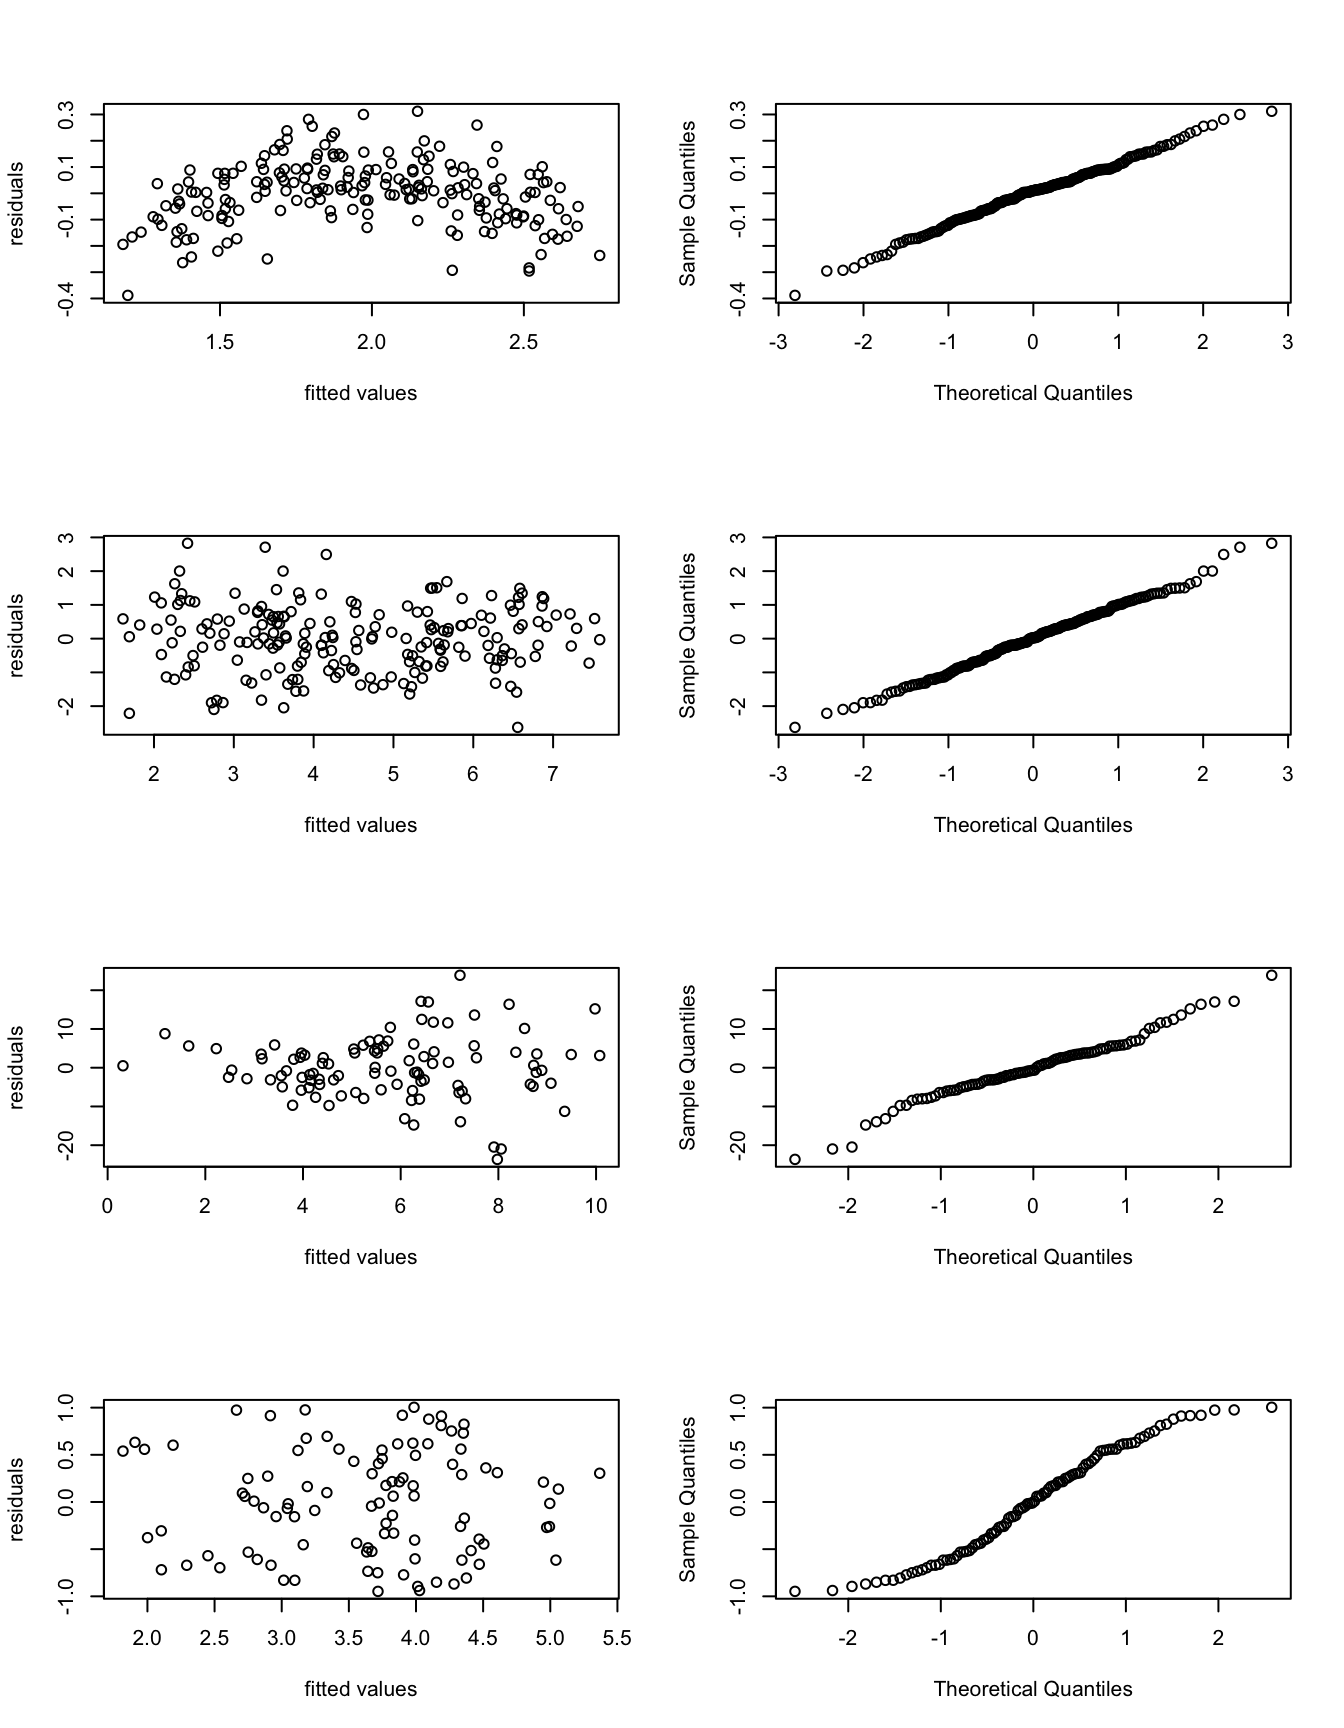 residuals
-0.4 -0.1 0.1 0.3
1.5 2.0 2.5
fitted values
Sample Quantiles
-0.4 -0.1 0.1 0.3
-3 -2 -1 0 1 2 3
Theoretical Quantiles
residuals
-2 0 1 2 3
2 3 4 5 6 7
fitted values
Sample Quantiles
-2 0 1 2 3
-3 -2 -1 0 1 2 3
Theoretical Quantiles
residuals
-20 0 10
0 2 4 6 8 10
fitted values
Sample Quantiles
-20 0 10
-2 -1 0 1 2
Theoretical Quantiles
residuals
-1.0 0.0 0.5 1.0
2.0 2.5 3.0 3.5 4.0 4.5 5.0 5.5
fitted values
Sample Quantiles
-1.0 0.0 0.5 1.0
-2 -1 0 1 2
Theoretical Quantiles